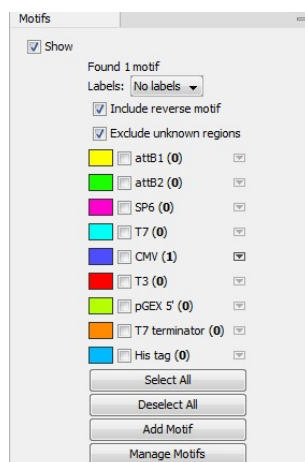 Motifs
Show
Found 1 motif
Labels: No labels
Include reverse motif
Exclude unknown regions
attB1 (0)
attB2 (0)
SP6 (0)
T7 (0)
CMV (1)
T3 (0)
pGEX 5' (0)
T7 terminator (0)
His tag (0)
Select All
Deselect All
Add Motif
Manage Motifs